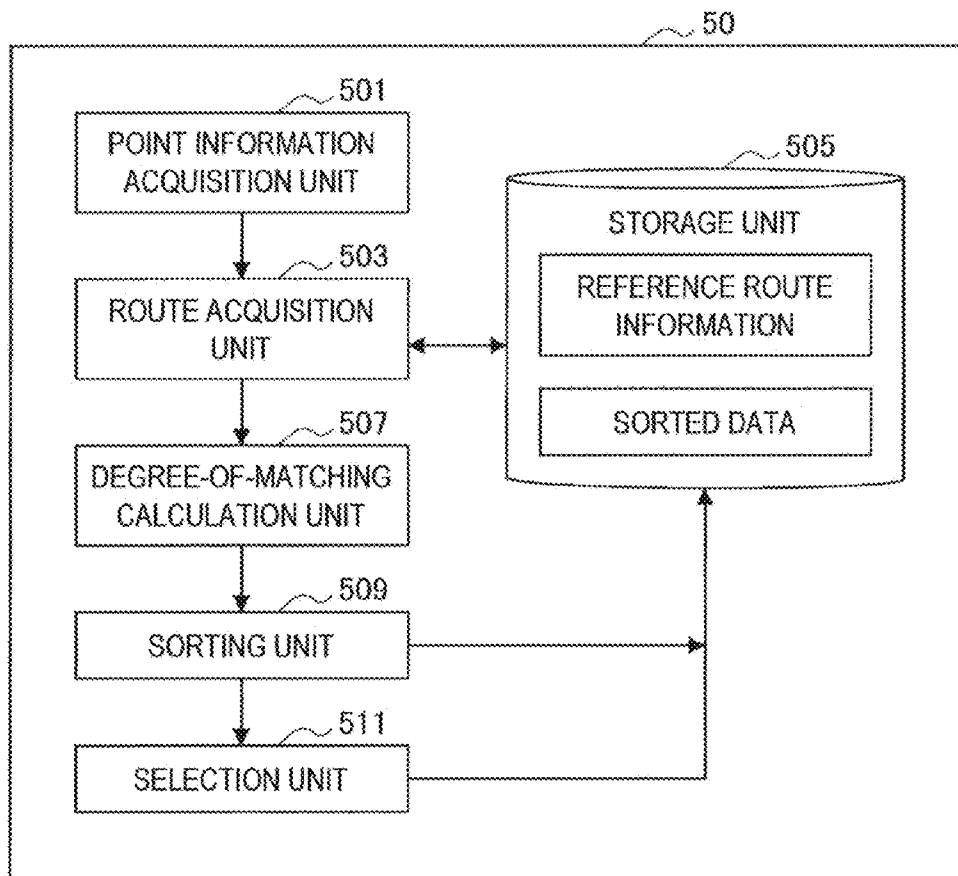 50
501
POINT INFORMATION
ACQUISITION UNIT
503
ROUTE ACQUISITION
UNIT
507
DEGREE-OF-MATCHING
CALCULATION UNIT
509
SORTING UNIT
511
SELECTION UNIT
505
STORAGE UNIT
REFERENCE ROUTE
INFORMATION
SORTED DATA